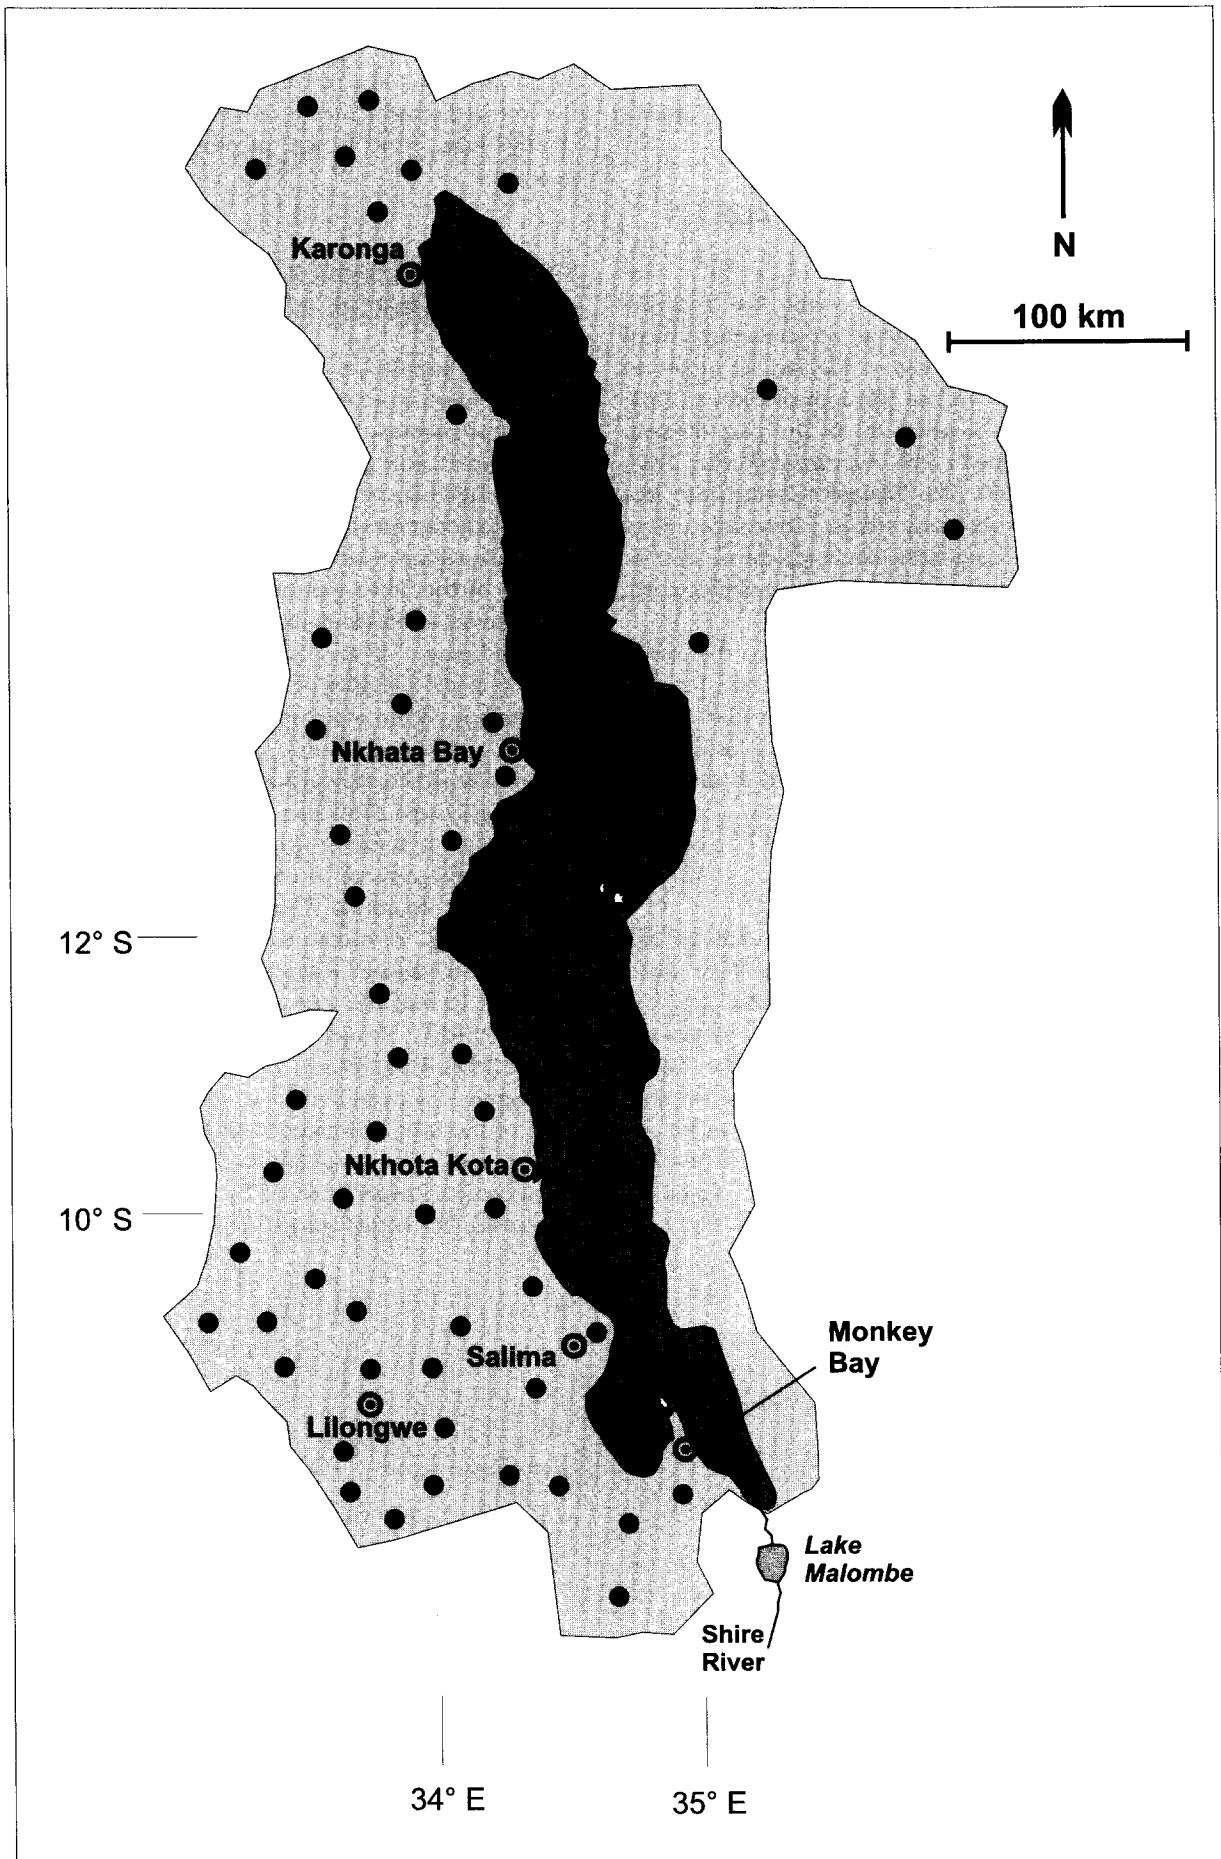 Karonga
N
100 km
Nkhata Bay
12° S
Nkhota Kota
10° S
Monkey
Bay
Salima
Lilongwe
Lake
Malombe
Shire
River
34° E
35° E